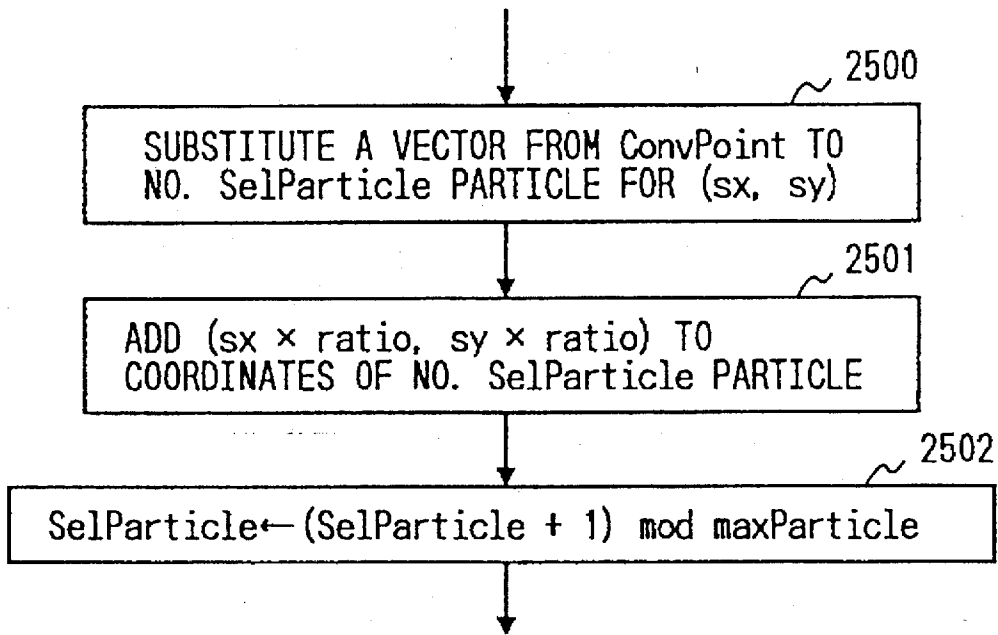 2500
SUBSTITUTE A VECTOR FROM ConvPoint TO
NO. SelParticle PARTICLE FOR (sx, sy)
2501
ADD (sx × ratio, sy × ratio) TO
COORDINATES OF NO. SelParticle PARTICLE
2502
SelParticle←(SelParticle + 1) mod maxParticle